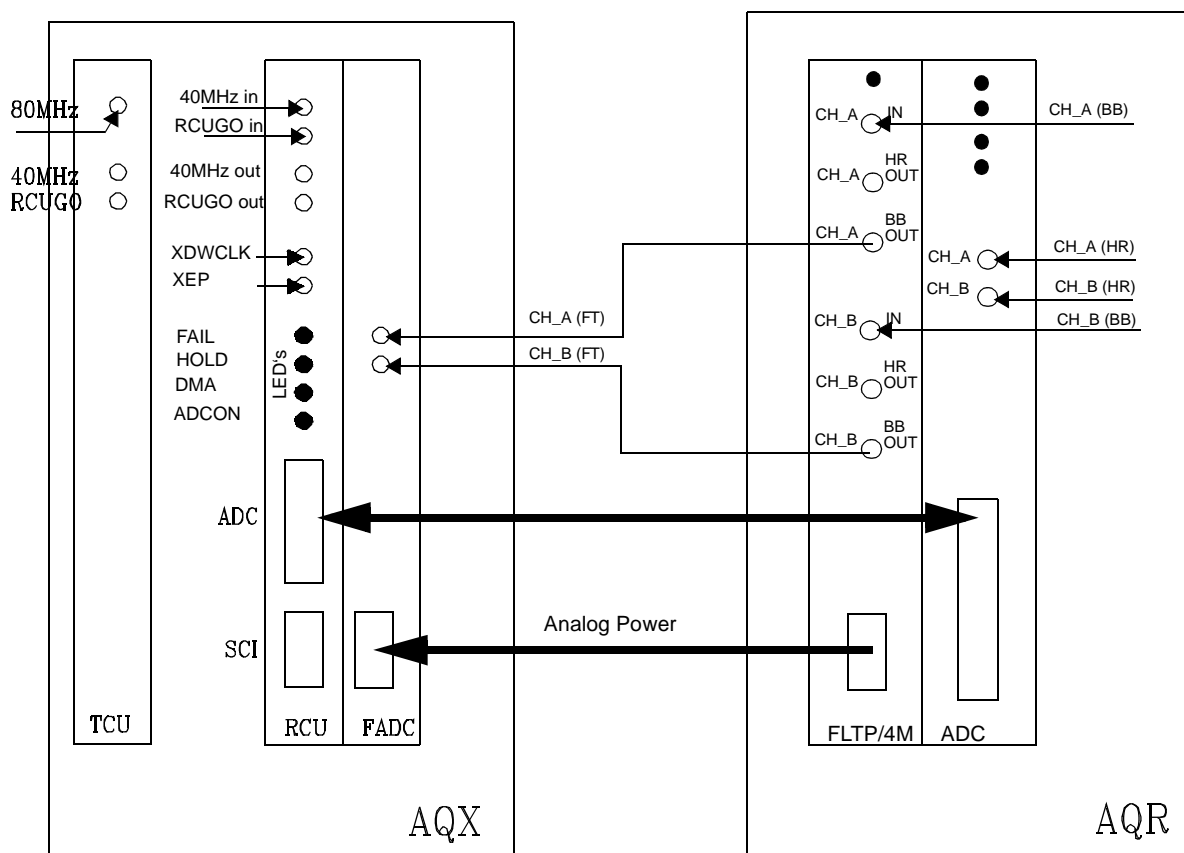 80MHz
40MHz
RCUGO
TCU
40MHz in
RCUGO in
40MHz out
RCUGO out
XDWCLK
XEP
FAIL
HOLD
DMA
ADCON
LED's
ADC
SCI
RCU
FADC
AQX
CH_A (FT)
CH_B (FT)
Analog Power
CH_A IN
CH_A HR OUT
CH_A BB OUT
CH_B IN
CH_B HR OUT
CH_B BB OUT
CH_A
CH_B
CH_A (BB)
CH_A (HR)
CH_B (HR)
CH_B (BB)
FLTP/4M
ADC
AQR